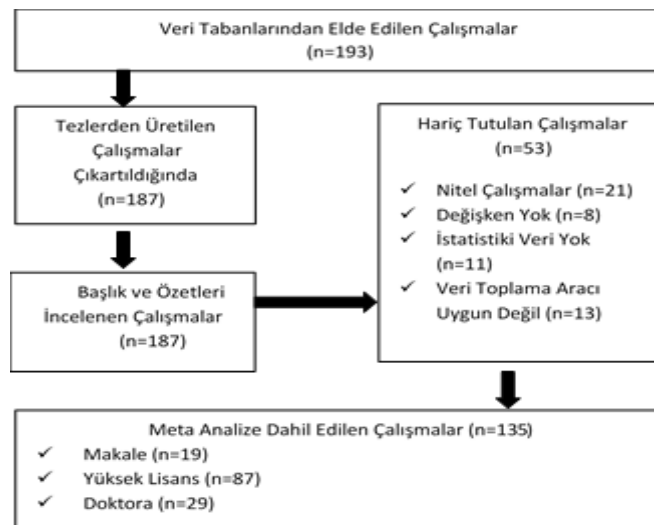 Veri Tabanlarından Elde Edilen Çalışmalar
(n=193)
Tezlerden Üretilen
Çalışmalar
Çıkartıldığında
(n=187)
Başlık ve Özetleri
İncelenen Çalışmalar
(n=187)
Hariç Tutulan Çalışmalar
(n=53)
✓ Nitel Çalışmalar (n=21)
✓ Değişken Yok (n=8)
✓ İstatistiki Veri Yok
(n=11)
✓ Veri Toplama Aracı
Uygun Değil (n=13)
Meta Analize Dahil Edilen Çalışmalar (n=135)
✓ Makale (n=19)
✓ Yüksek Lisans (n=87)
✓ Doktora (n=29)